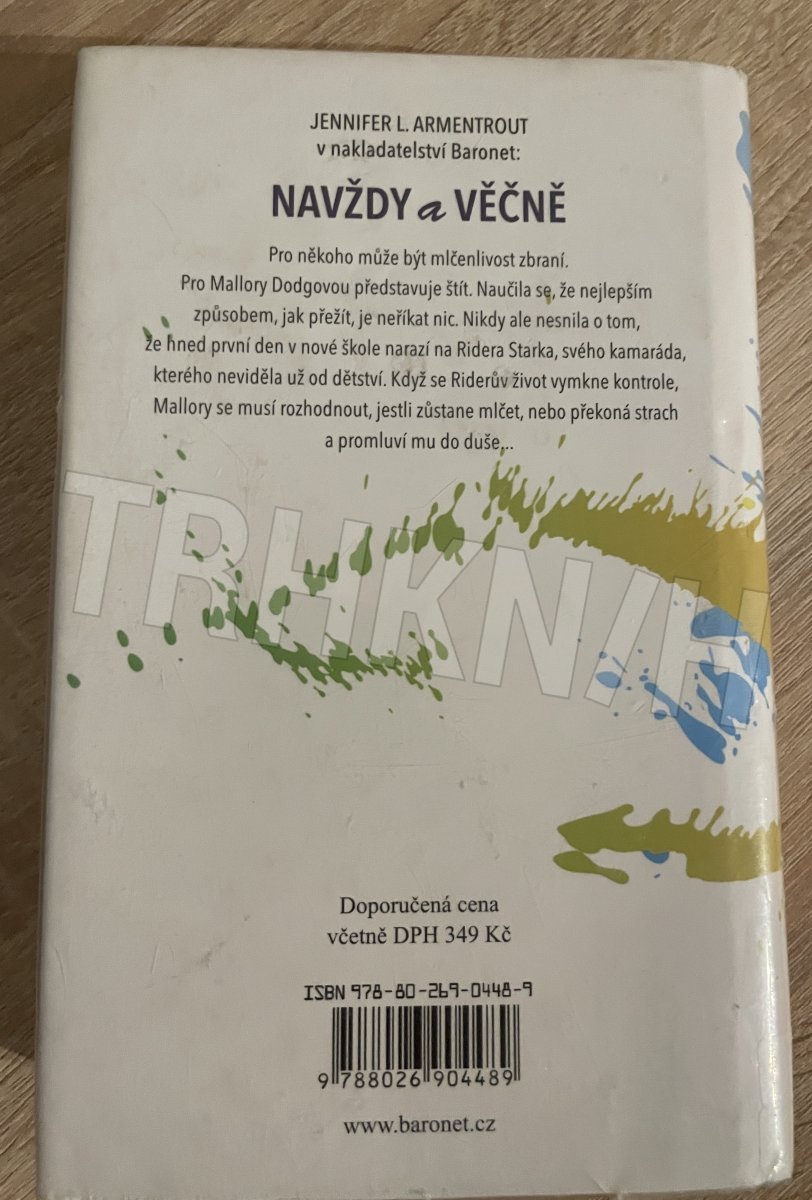 JENNIFER L. ARMENTROUT
v nakladatelství Baronet:
NAVŽDY a VĚČNĚ
Pro někoho může být mlčenlivost zbraní.
Pro Mallory Dodgovou představuje štít. Naučila se, že nejlepším
způsobem, jak přežít, je neříkat nic. Nikdy ale nesnila o tom,
že hned první den v nové škole narazí na Ridera Starka, svého kamaráda,
kterého neviděla už od dětství. Když se Riderův život vymkne kontrole,
Mallory se musí rozhodnout, jestli zůstane mlčet, nebo překoná strach
a promluví mu do duše...
TRHKNIH
Doporučená cena
včetně DPH 349 Kč
ISBN 978-80-269-0448-9
9 788026 904489
www.baronet.cz